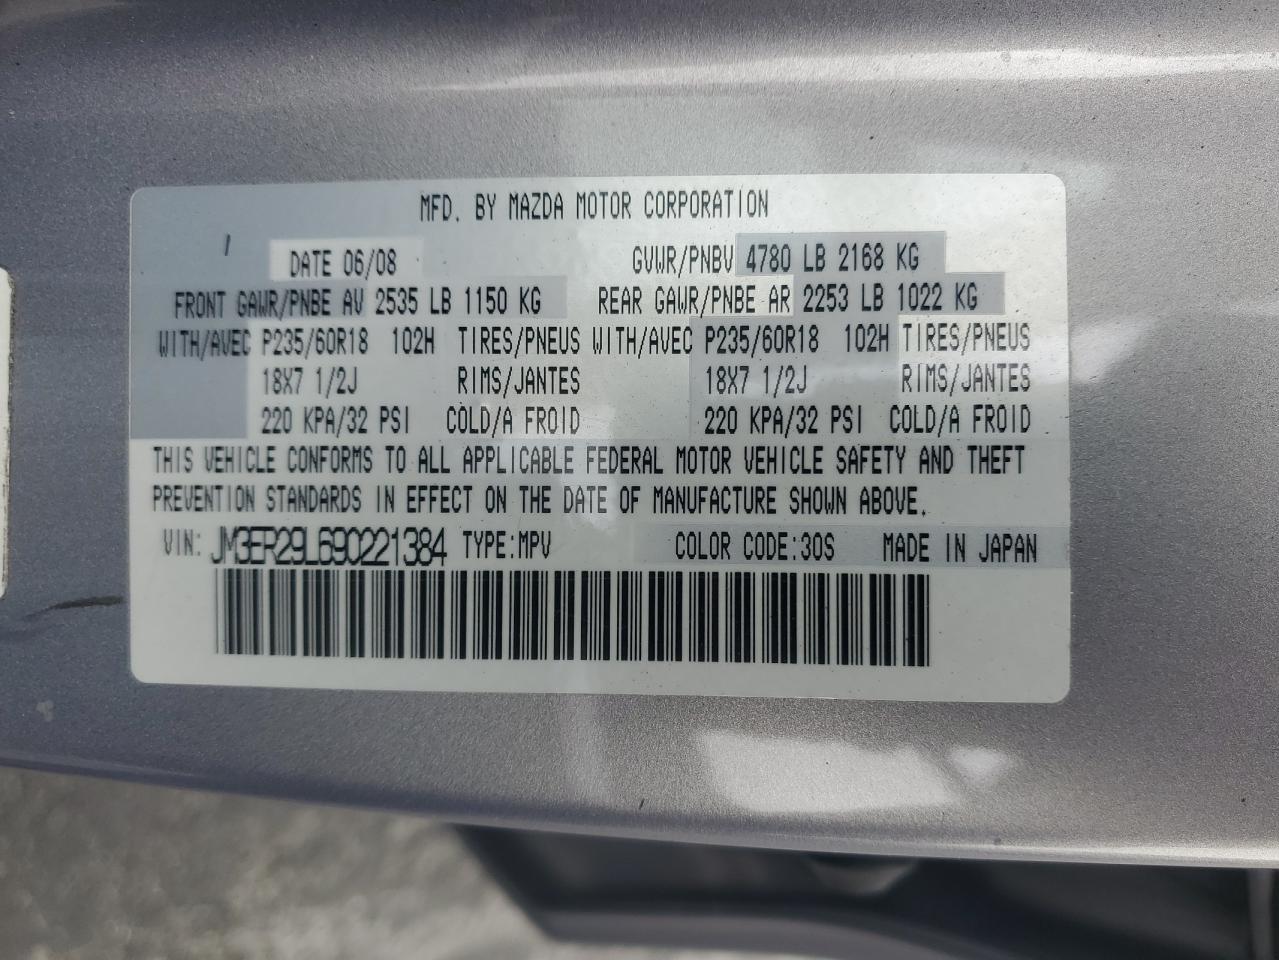 MFD. BY MAZDA MOTOR CORPORATION
DATE 06/08 GVWR/PNBV 4780 LB 2168 KG
FRONT GAWR/PNBE AV 2535 LB 1150 KG REAR GAWR/PNBE AR 2253 LB 1022 KG
WITH/AVEC P235/60R18 102H TIRES/PNEUS WITH/AVEC P235/60R18 102H TIRES/PNEUS
18X7 1/2J RIMS/JANTES 18X7 1/2J RIMS/JANTES
220 KPA/32 PSI COLD/A FROID 220 KPA/32 PSI COLD/A FROID
THIS VEHICLE CONFORMS TO ALL APPLICABLE FEDERAL MOTOR VEHICLE SAFETY AND THEFT
PREVENTION STANDARDS IN EFFECT ON THE DATE OF MANUFACTURE SHOWN ABOVE.
VIN: JM3ER29L690221384 TYPE:MPV COLOR CODE:30S MADE IN JAPAN